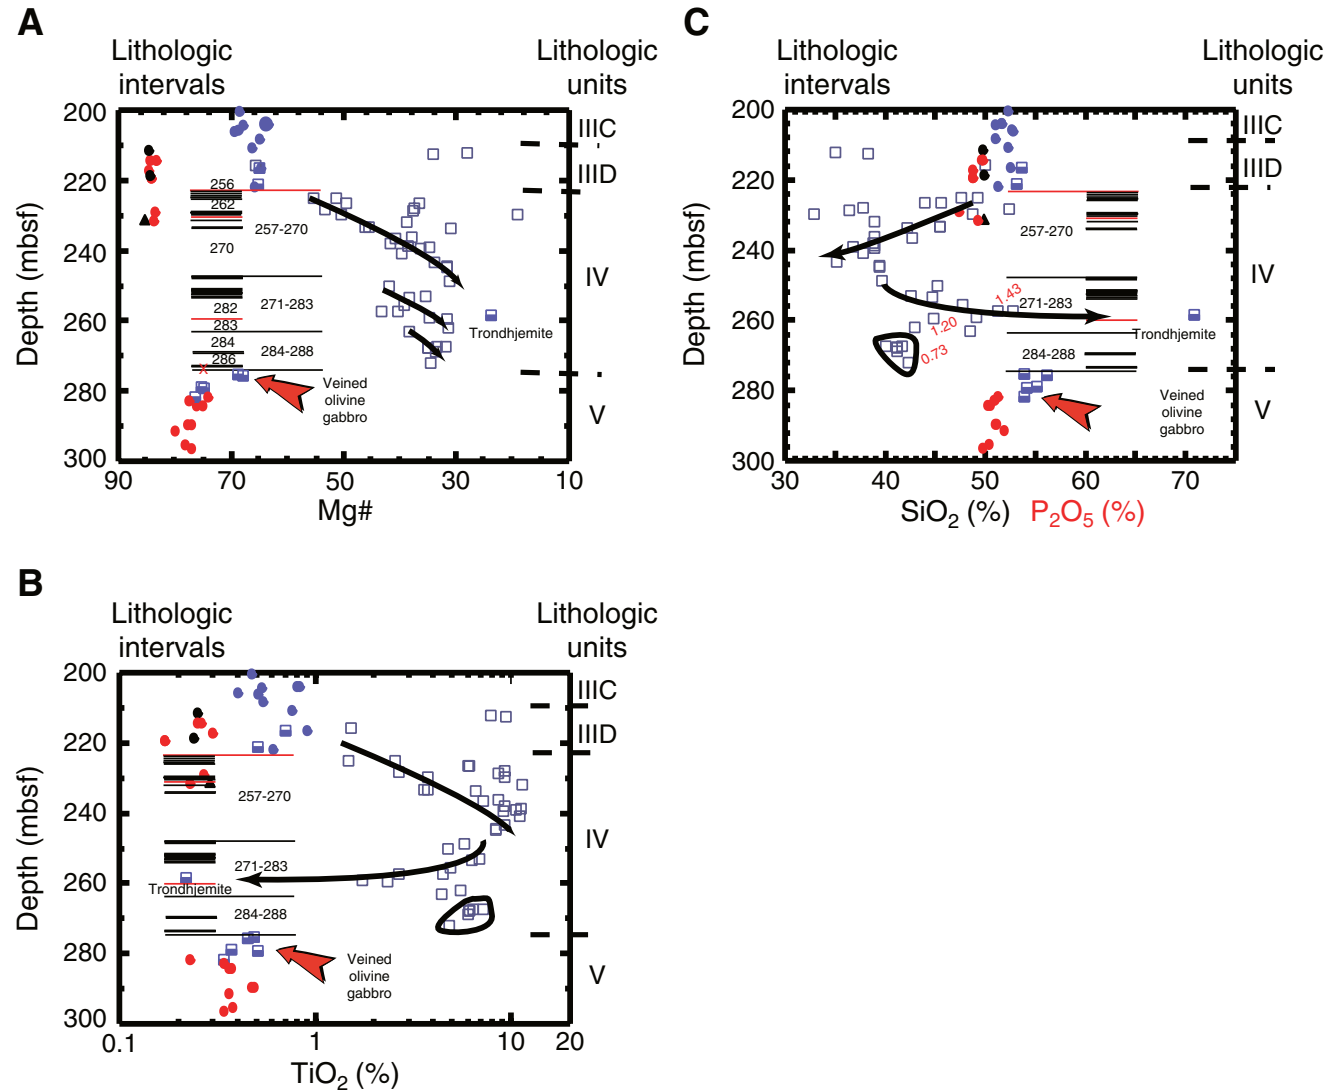 A
Lithologic intervals
Lithologic units
200
220
240
260
280
300
Depth (mbsf)
90
70
50
30
10
Mg#
256
262
270
282
283
284
286
x
257-270
271-283
284-288
Trondhjemite
Veined
olivine
gabbro
IIIC
IIID
IV
V
C
Lithologic intervals
Lithologic units
200
220
240
260
280
300
Depth (mbsf)
30
40
50
60
70
SiO2 (%)
P2O5 (%)
257-270
271-283
284-288
1.43
1.20
0.73
Trondhjemite
Veined
olivine
gabbro
IIIC
IIID
IV
V
B
Lithologic intervals
Lithologic units
200
220
240
260
280
300
Depth (mbsf)
0.1
1
10
20
TiO2 (%)
257-270
271-283
Trondhjemite
284-288
Veined
olivine
gabbro
IIIC
IIID
IV
V